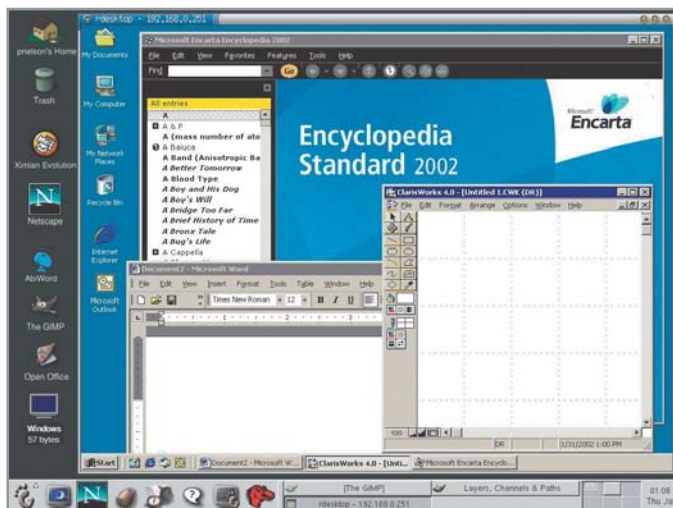 rdesktop - 192.168.0.251
pnelson's Home
Trash
Ximian Evolution
Netscape
AbiWord
The GIMP
Open Office
Windows
57 bytes
My Documents
My Computer
My Network
Places
Recycle Bin
Internet
Explorer
Microsoft
Outlook
Microsoft Encarta Encyclopedia 2002
File Edit View Favorites Features Tools Help
Find Go
All entries
A
A & P
A (mass number of ato
A Baiuca
A Band (Anisotropic Ba
A Better Tomorrow
A Blood Type
A Boy and His Dog
A Boy's Will
A Bridge Too Far
A Brief History of Time
A Bronx Tale
A Bug's Life
A Cappella
Encyclopedia
Standard 2002
Microsoft
Encarta
ClarisWorks 4.0 - [Untitled 1.CWK (DR)]
File Edit Format Arrange Options Window Help
100
DR 1/31/2002 1:00 PM
Document2 - Microsoft Word
File Edit View Insert Format Tools Table Window Help
Times New Roman 12 B I U
1 2 3
Start Document2 - Microsoft W... ClarisWorks 4.0 - [Unti... Microsoft Encarta Encyclo...
[The GIMP] Layers, Channels & Paths
rdesktop - 192.168.0.251
01:06
Thu Ja